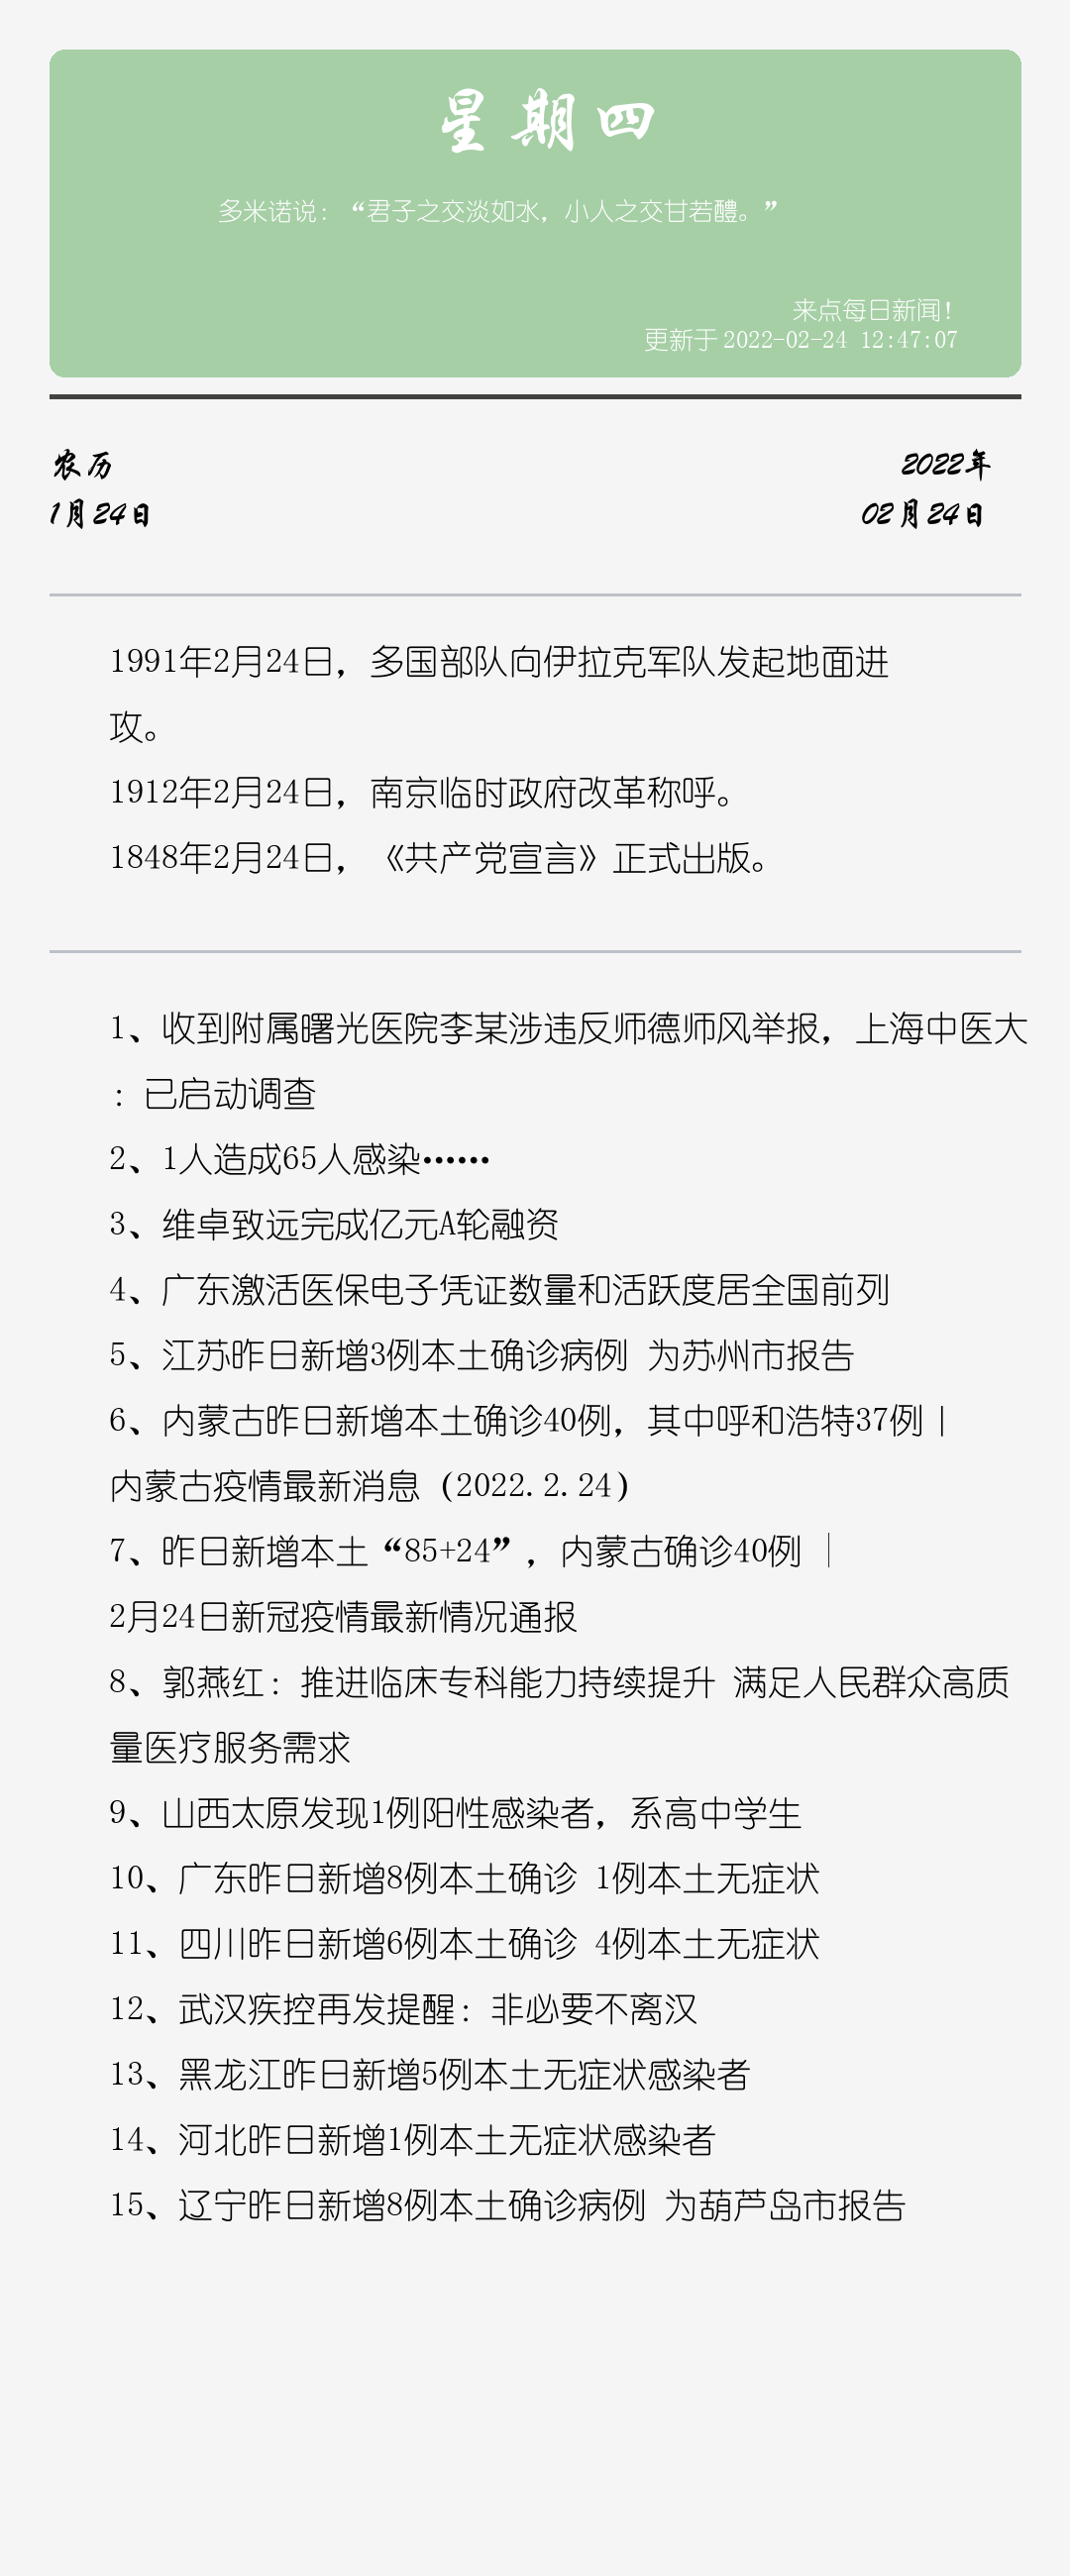 星期四
多米诺说：“君子之交淡如水，小人之交甘若醴。”
来点每日新闻！
更新于 2022-02-24 12:47:07
农历
2022年
1月24日
02月24日
1991年2月24日，多国部队向伊拉克军队发起地面进
攻。
1912年2月24日，南京临时政府改革称呼。
1848年2月24日，《共产党宣言》正式出版。
1、收到附属曙光医院李某涉违反师德师风举报，上海中医大
：已启动调查
2、1人造成65人感染……
3、维卓致远完成亿元A轮融资
4、广东激活医保电子凭证数量和活跃度居全国前列
5、江苏昨日新增3例本土确诊病例 为苏州市报告
6、内蒙古昨日新增本土确诊40例，其中呼和浩特37例丨
内蒙古疫情最新消息（2022.2.24）
7、昨日新增本土“85+24”，内蒙古确诊40例 ｜
2月24日新冠疫情最新情况通报
8、郭燕红：推进临床专科能力持续提升 满足人民群众高质
量医疗服务需求
9、山西太原发现1例阳性感染者，系高中学生
10、广东昨日新增8例本土确诊 1例本土无症状
11、四川昨日新增6例本土确诊 4例本土无症状
12、武汉疾控再发提醒：非必要不离汉
13、黑龙江昨日新增5例本土无症状感染者
14、河北昨日新增1例本土无症状感染者
15、辽宁昨日新增8例本土确诊病例 为葫芦岛市报告